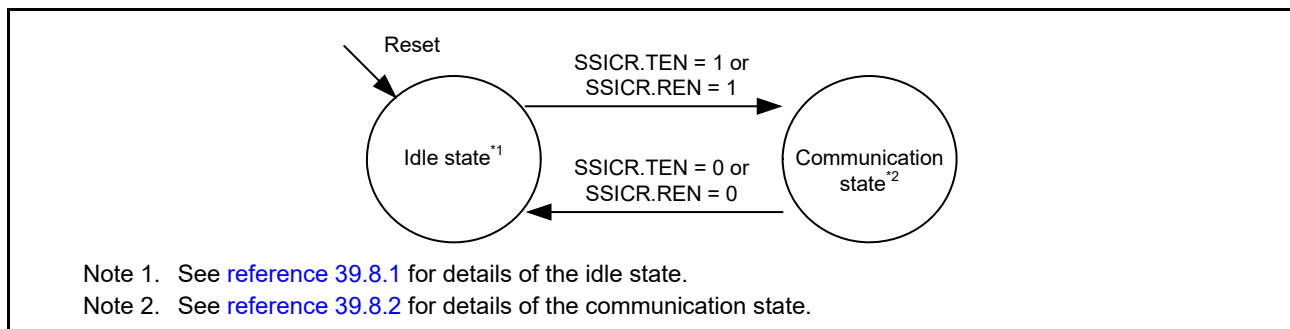 Reset
SSICR.TEN = 1 or
SSICR.REN = 1
Idle state*1
Communication
state*2
SSICR.TEN = 0 or
SSICR.REN = 0
Note 1. See reference 39.8.1 for details of the idle state.
Note 2. See reference 39.8.2 for details of the communication state.